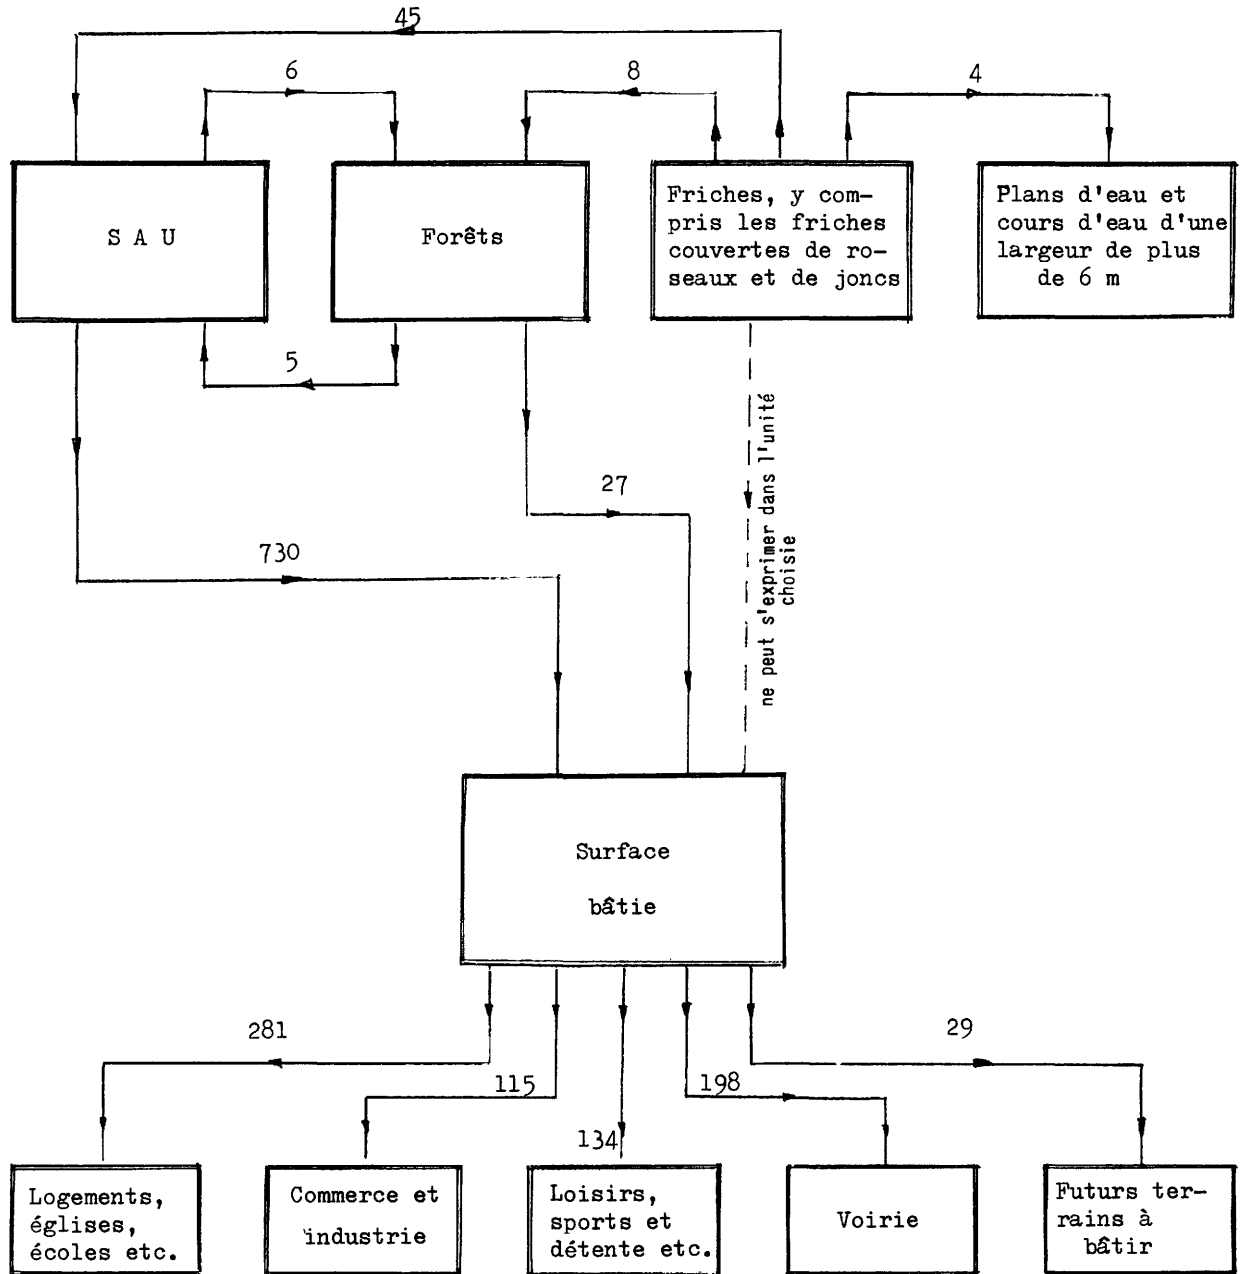 45
6
8
4
S A U
Forêts
Friches, y com-
pris les friches
couvertes de ro-
seaux et de joncs
Plans d'eau et
cours d'eau d'une
largeur de plus
de 6 m
5
ne peut s'exprimer dans l'unité
choisie
27
730
Surface
bâtie
281
115
134
198
29
Logements,
églises,
écoles etc.
Commerce et
industrie
Loisirs,
sports et
détente etc.
Voirie
Futurs ter-
rains à
bâtir